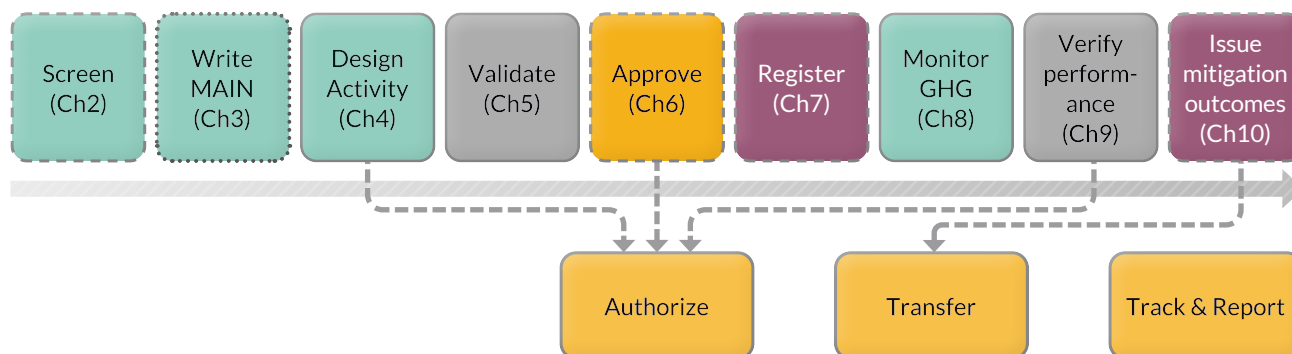 Screen
(Ch2)
Write
MAIN
(Ch3)
Design
Activity
(Ch4)
Validate
(Ch5)
Approve
(Ch6)
Register
(Ch7)
Monitor
GHG
(Ch8)
Verify
perform-
ance
(Ch9)
Issue
mitigation
outcomes
(Ch10)
Authorize
Transfer
Track & Report